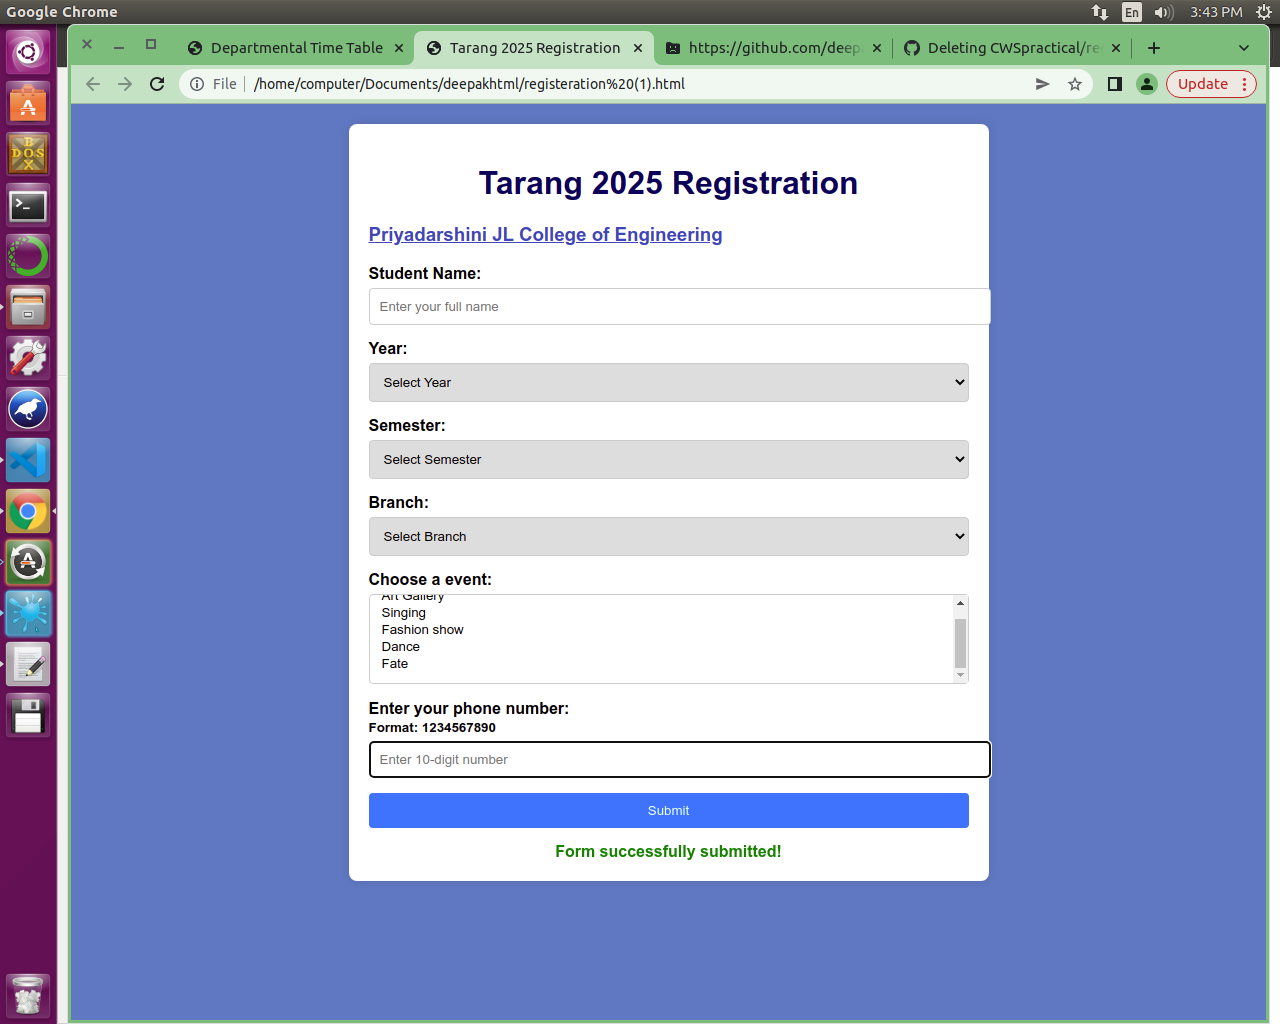 Google Chrome
En
3:43 PM
Departmental Time Table
Tarang 2025 Registration
https://github.com/deepa
Deleting CWSpractical/re
File
/home/computer/Documents/deepakhtml/registeration%20(1).html
Update
Tarang 2025 Registration
Priyadarshini JL College of Engineering
Student Name:
Enter your full name
Year:
Select Year
Semester:
Select Semester
Branch:
Select Branch
Choose a event:
Art Gallery
Singing
Fashion show
Dance
Fate
Enter your phone number:
Format: 1234567890
Enter 10-digit number
Submit
Form successfully submitted!